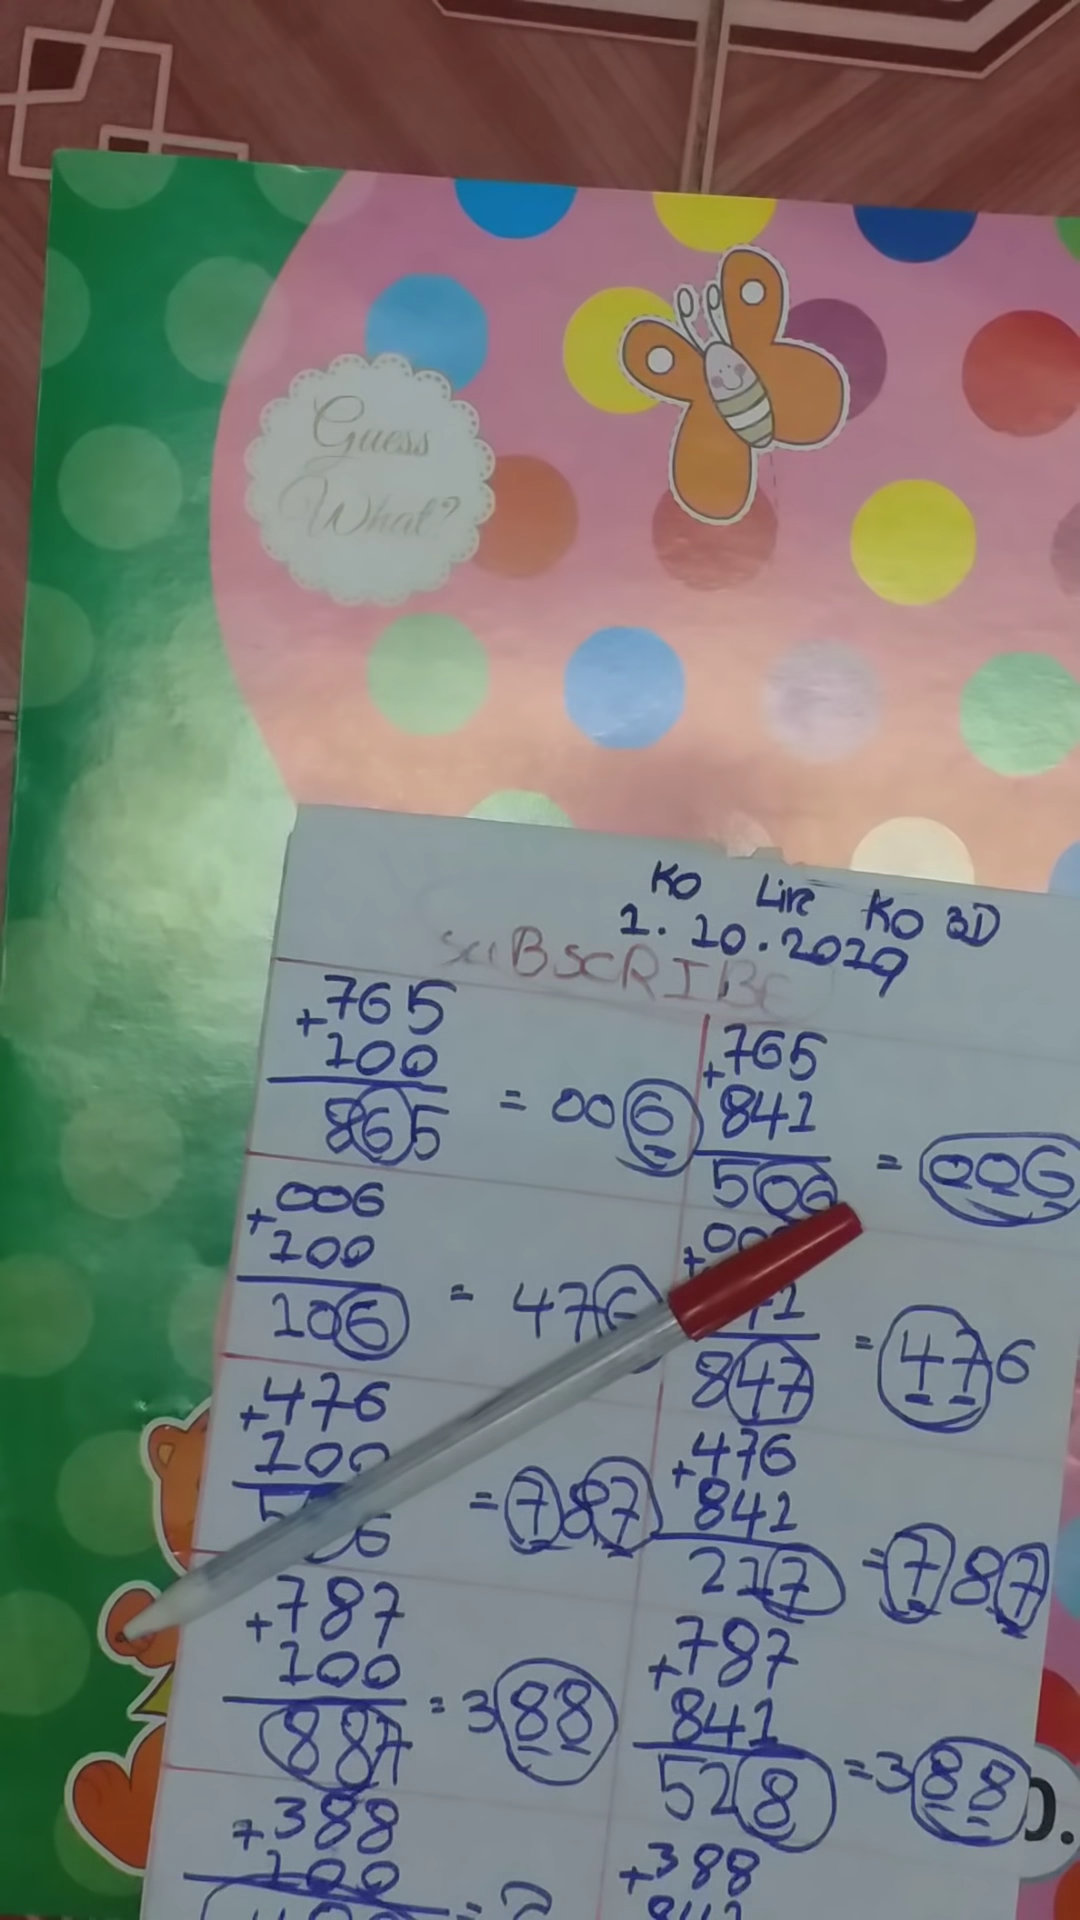 Guess
What?
KO Live KO 3D
1.10.2019
SUBSCRIBE
+765
100
865 = 006
+006
100
106 = 476
+476
100
= 787
+787
100
887 = 388
+388
100
+765
841
506 = 006
847 = 476
+476
841
217 = 787
+787
841
528 = 388
+388
841